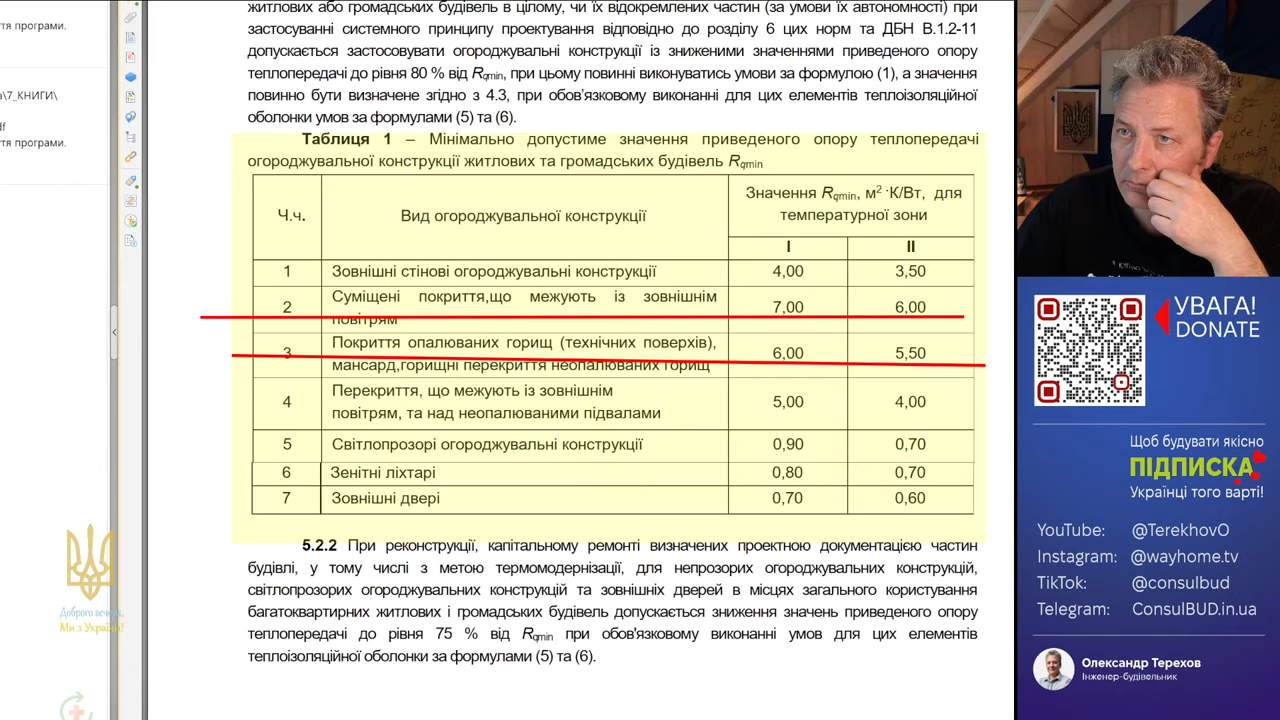 ття програми.
а\7_КНИГИ\
df
ття програми.
житлових або громадських будівель в цілому, чи їх відокремлених частин (за умови їх автономності) при
застосуванні системного принципу проектування відповідно до розділу 6 цих норм та ДБН В.1.2-11
допускається застосовувати огороджувальні конструкції із зниженими значеннями приведеного опору
теплопередачі до рівня 80 % від Rqmin, при цьому повинні виконуватись умови за формулою (1), а значення
повинно бути визначене згідно з 4.3, при обов’язковому виконанні для цих елементів теплоізоляційної
оболонки умов за формулами (5) та (6).
Таблиця 1 – Мінімально допустиме значення приведеного опору теплопередачі
огороджувальної конструкції житлових та громадських будівель Rqmin
Ч.ч. Вид огороджувальної конструкції Значення Rqmin, м² ·К/Вт, для
температурної зони
I II
1 Зовнішні стінові огороджувальні конструкції 4,00 3,50
2 Суміщені покриття,що межують із зовнішнім
повітрям 7,00 6,00
3 Покриття опалюваних горищ (технічних поверхів),
мансард,горищні перекриття неопалюваних горищ 6,00 5,50
4 Перекриття, що межують із зовнішнім
повітрям, та над неопалюваними підвалами 5,00 4,00
5 Світлопрозорі огороджувальні конструкції 0,90 0,70
6 Зенітні ліхтарі 0,80 0,70
7 Зовнішні двері 0,70 0,60
5.2.2 При реконструкції, капітальному ремонті визначених проектною документацією частин
будівлі, у тому числі з метою термомодернізації, для непрозорих огороджувальних конструкцій,
світлопрозорих огороджувальних конструкцій та зовнішніх дверей в місцях загального користування
багатоквартирних житлових і громадських будівель допускається зниження значень приведеного опору
теплопередачі до рівня 75 % від Rqmin при обов'язковому виконанні умов для цих елементів
теплоізоляційної оболонки за формулами (5) та (6).
Доброго вечора,
Ми з України!
УВАГА!
DONATE
Щоб будувати якісно
ПІДПИСКА
Українці того варті!
YouTube: @TerekhovO
Instagram: @wayhome.tv
TikTok: @consulbud
Telegram: ConsulBUD.in.ua
Олександр Терехов
Інженер-будівельник